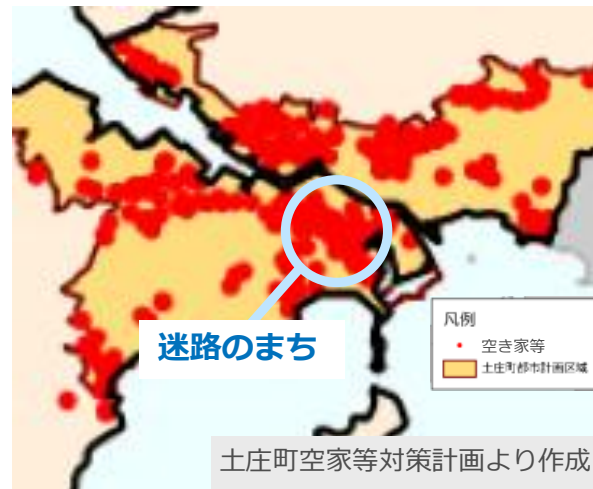 迷路のまち
凡例
空き家等
土庄町都市計画区域
土庄町空家等対策計画より作成